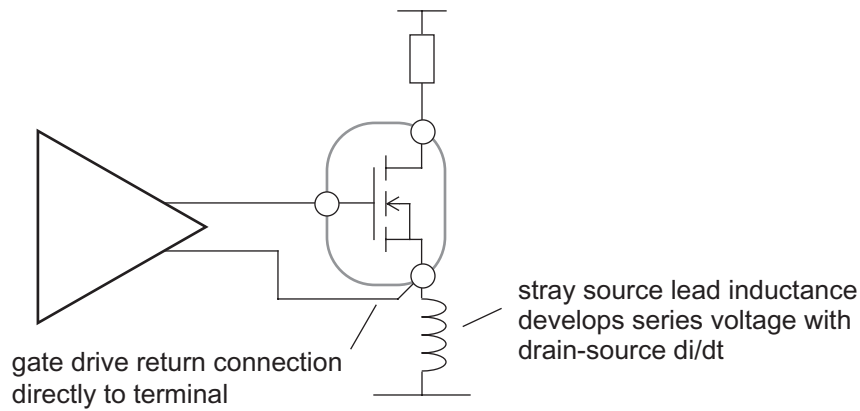 stray source lead inductance
develops series voltage with
drain-source di/dt
gate drive return connection
directly to terminal